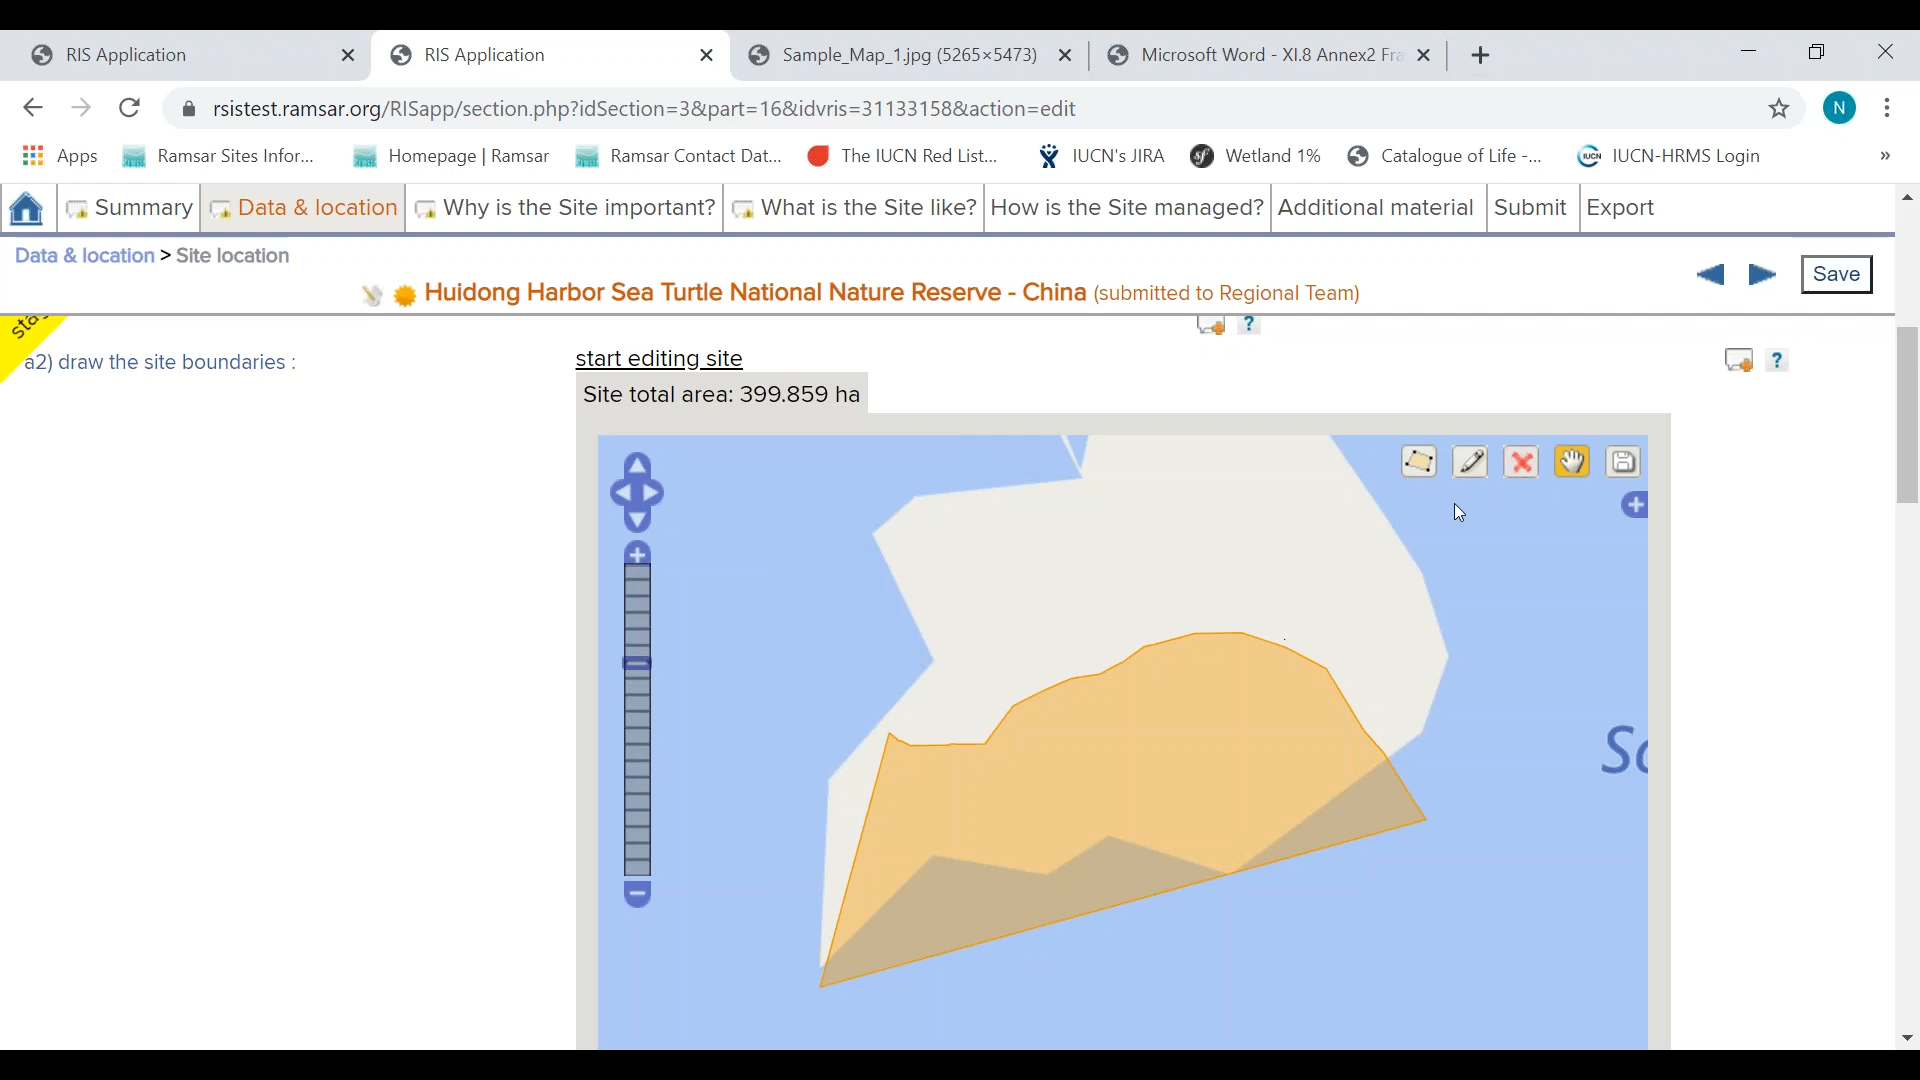 RIS Application
RIS Application
Sample_Map_1.jpg (5265×5473)
Microsoft Word - XI.8 Annex2 Fra
rsistest.ramsar.org/RISapp/section.php?idSection=3&part=16&idvris=31133158&action=edit
N
Apps
Ramsar Sites Infor...
Homepage | Ramsar
Ramsar Contact Dat...
The IUCN Red List...
IUCN's JIRA
sf
Wetland 1%
Catalogue of Life -...
IUCN
IUCN-HRMS Login
»
Summary
Data & location
Why is the Site important?
What is the Site like?
How is the Site managed?
Additional material
Submit
Export
Data & location > Site location
Huidong Harbor Sea Turtle National Nature Reserve - China (submitted to Regional Team)
Save
?
a2) draw the site boundaries :
start editing site
?
Site total area: 399.859 ha